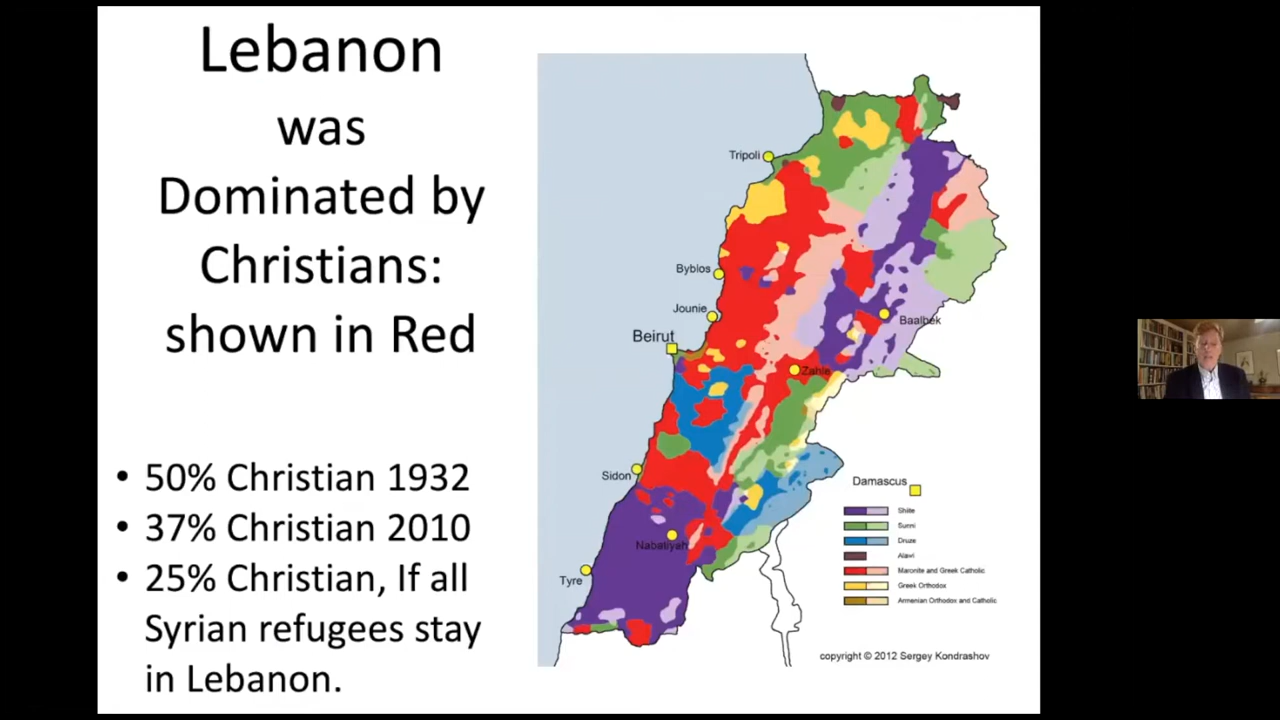 Lebanon
was
Dominated by
Christians:
shown in Red
• 50% Christian 1932
• 37% Christian 2010
• 25% Christian, If all
Syrian refugees stay
in Lebanon.
Tripoli
Byblos
Jounie
Beirut
Baalbek
Zahle
Sidon
Nabatiyah
Tyre
Damascus
Shiite
Sunni
Druze
Alawi
Maronite and Greek Catholic
Greek Orthodox
Armenian Orthodox and Catholic
copyright © 2012 Sergey Kondrashov